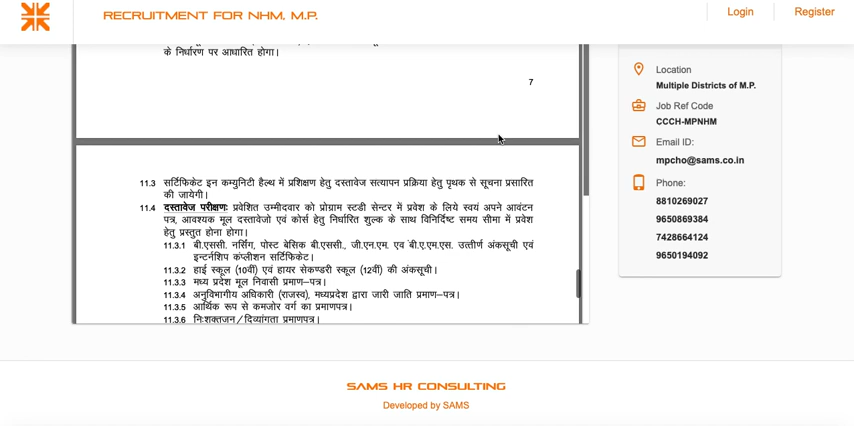 RECRUITMENT FOR NHM, M.P.
Login
Register
के निर्धारण पर आधारित होगा।
7
11.3 सर्टिफिकेट इन कम्युनिटी हैल्थ में प्रशिक्षण हेतु दस्तावेज सत्यापन प्रक्रिया हेतु पृथक से सूचना प्रसारित
की जायेगी।
11.4 दस्तावेज परीक्षणः प्रवेशित उम्मीदवार को प्रोग्राम स्टडी सेन्टर में प्रवेश के लिये स्वयं अपने आवंटन
पत्र, आवश्यक मूल दस्तावेजो एवं कोर्स हेतु निर्धारित शुल्क के साथ विनिर्दिष्ट समय सीमा में प्रवेश
हेतु प्रस्तुत होना होगा।
11.3.1 बी.एससी. नर्सिंग, पोस्ट बेसिक बी.एससी., जी.एन.एम. एव बी.ए.एम.एस. उत्तीर्ण अंकसूची एवं
इन्टर्नशिप कंप्लीशन सर्टिफिकेट।
11.3.2 हाई स्कूल (10वीं) एवं हायर सेकण्डरी स्कूल (12वीं) की अंकसूची।
11.3.3 मध्य प्रदेश मूल निवासी प्रमाण–पत्र।
11.3.4 अनुविभागीय अधिकारी (राजस्व), मध्यप्रदेश द्वारा जारी जाति प्रमाण–पत्र।
11.3.5 आर्थिक रूप से कमजोर वर्ग का प्रमाणपत्र।
11.3.6 निःशक्तजन/दिव्यांगता प्रमाणपत्र।
Location
Multiple Districts of M.P.
Job Ref Code
CCCH-MPNHM
Email ID:
mpcho@sams.co.in
Phone:
8810269027
9650869384
7428664124
9650194092
SAMS HR CONSULTING
Developed by SAMS